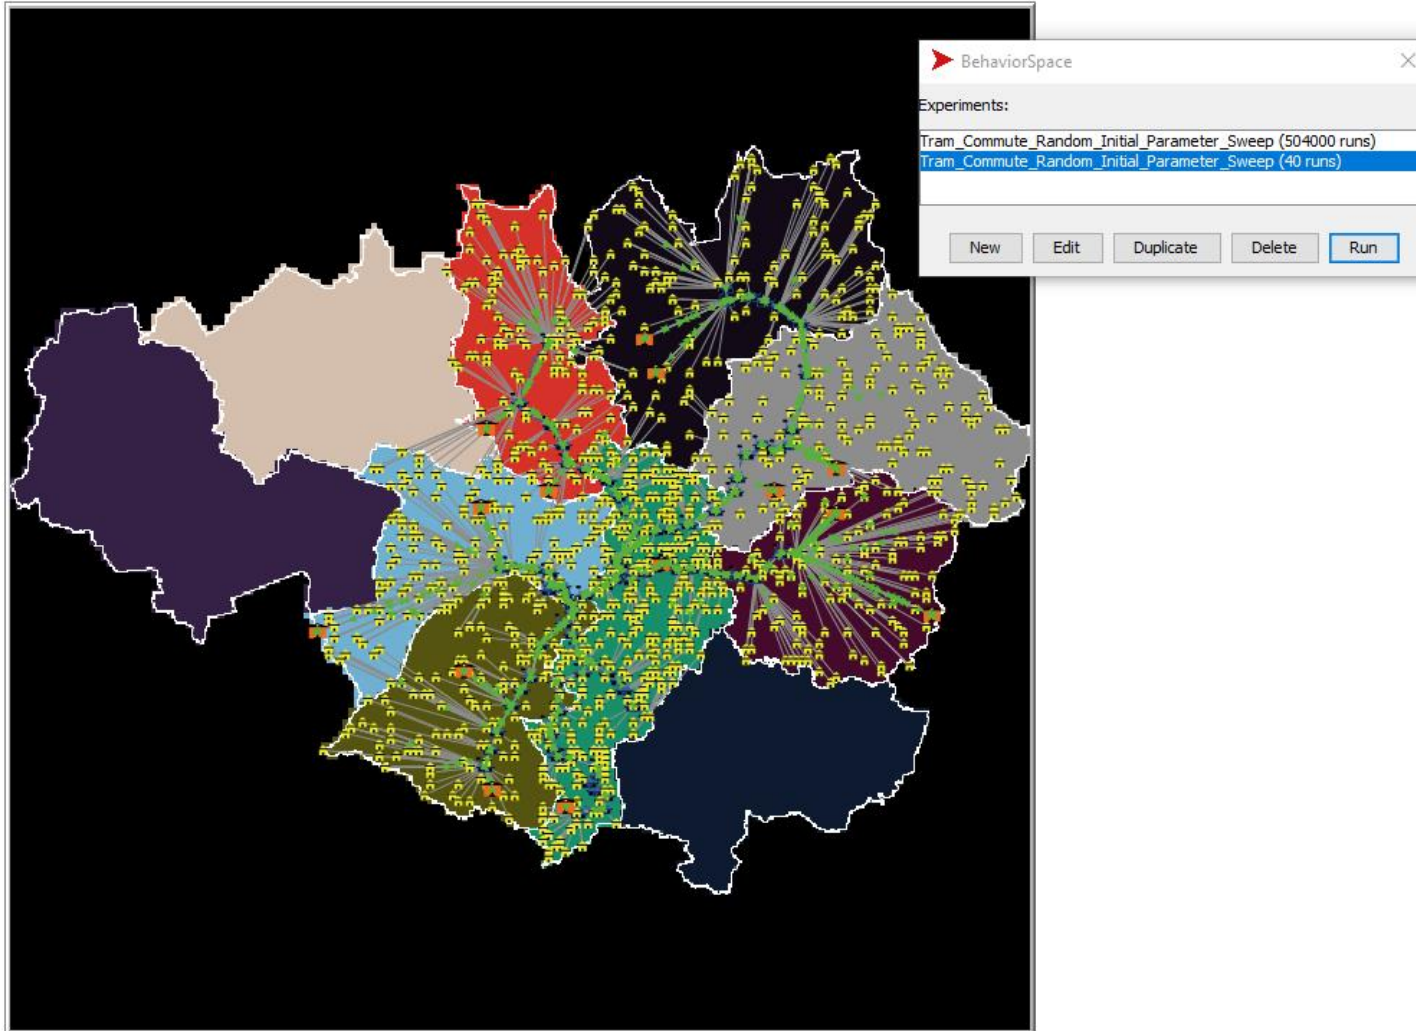 BehaviorSpace
Experiments:
Tram_Commute_Random_Initial_Parameter_Sweep (504000 runs)
Tram_Commute_Random_Initial_Parameter_Sweep (40 runs)
New Edit Duplicate Delete Run